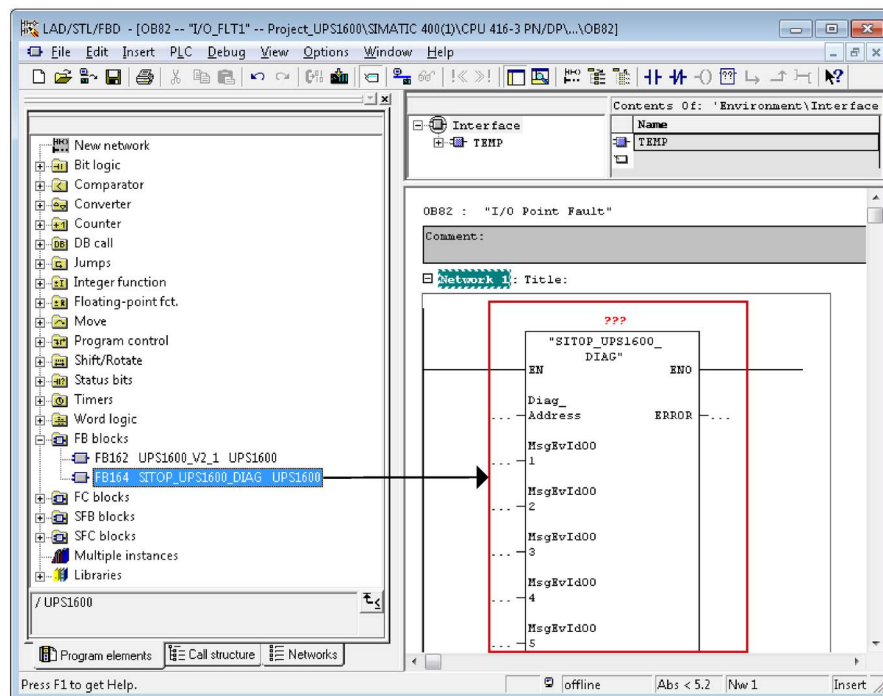 LAD/STL/FBD - [OB82 -- "I/O_FLT1" -- Project_UPS1600\SIMATIC 400(1)\CPU 416-3 PN/DP\...\OB82]
File Edit Insert PLC Debug View Options Window Help
New network
Bit logic
Comparator
Converter
Counter
DB call
Jumps
Integer function
Floating-point fct.
Move
Program control
Shift/Rotate
Status bits
Timers
Word logic
FB blocks
FB162 UPS1600_V2_1 UPS1600
FB164 SITOP_UPS1600_DIAG UPS1600
FC blocks
SFB blocks
SFC blocks
Multiple instances
Libraries
/ UPS1600
Program elements Call structure Networks
Interface
TEMP
Contents Of: 'Environment\Interface
Name
TEMP
OB82 : "I/O Point Fault"
Comment:
Network 1: Title:
???
"SITOP_UPS1600_
DIAG"
EN ENO
Diag_
... Address ERROR ...
MsgEvId00
... 1
MsgEvId00
... 2
MsgEvId00
... 3
MsgEvId00
... 4
MsgEvId00
... 5
Press F1 to get Help. offline Abs < 5.2 Nw 1 Insert